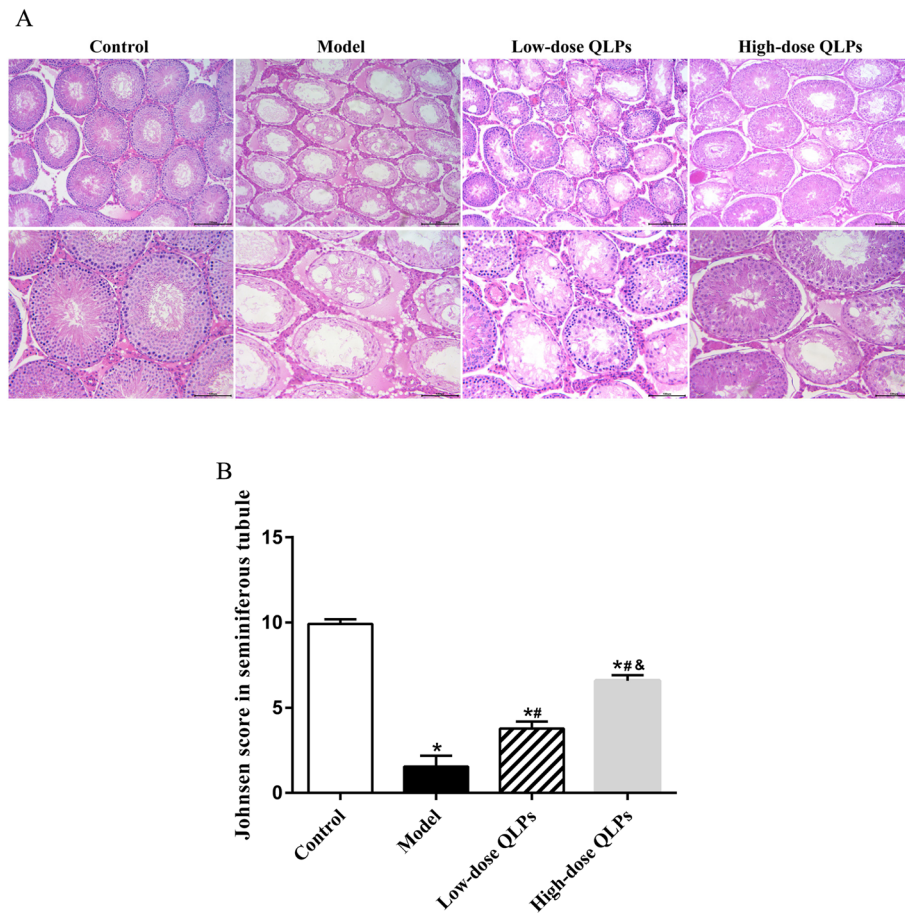 A
Control Model Low-dose QLPs High-dose QLPs
B
Johnsen score in seminiferous tubule
15
10
5
0
*
*#
*#&
Control
Model
Low-dose QLPs
High-dose QLPs